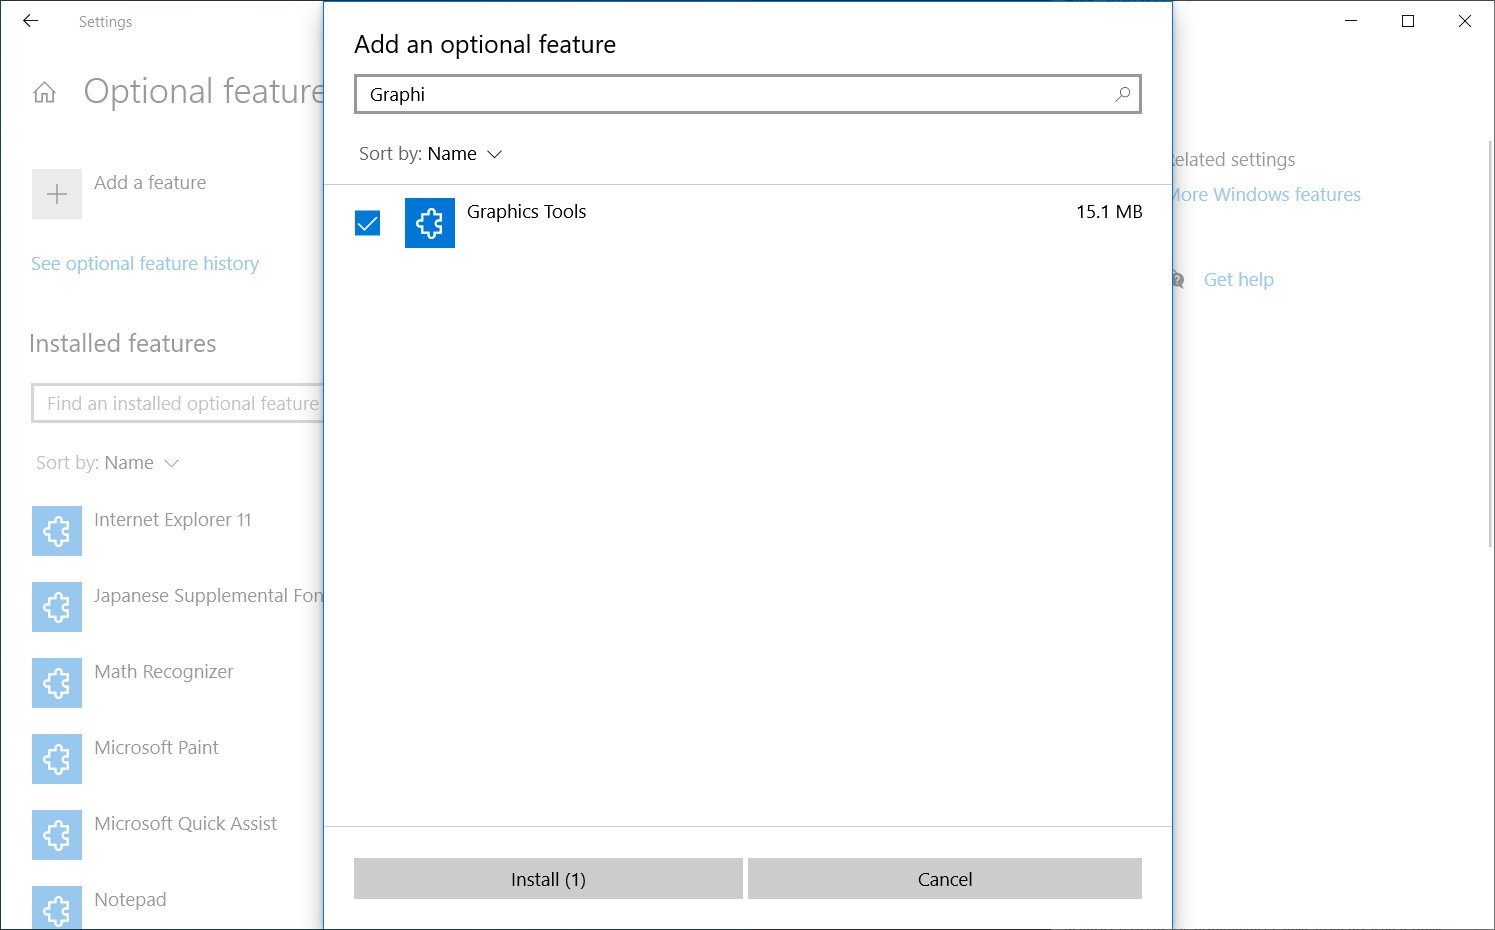 Settings
Optional feature
Add a feature
See optional feature history
Installed features
Find an installed optional feature
Sort by: Name
Internet Explorer 11
Japanese Supplemental Fon
Math Recognizer
Microsoft Paint
Microsoft Quick Assist
Notepad
Add an optional feature
Graphi
Sort by: Name
Graphics Tools
15.1 MB
Install (1)
Cancel
elated settings
More Windows features
Get help